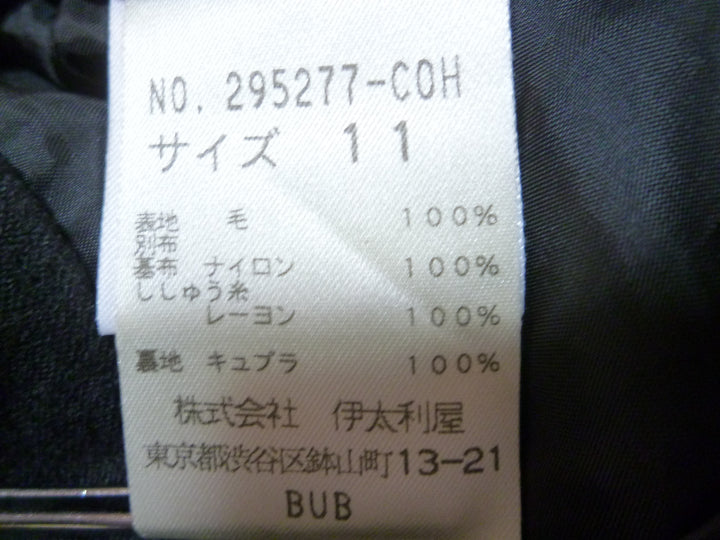 NO. 295277-COH
サイズ 11
表地 毛 100%
別布
基布 ナイロン 100%
ししゅう糸
レーヨン 100%
裏地 キュプラ 100%
株式会社 伊太利屋
東京都渋谷区鉢山町13-21
BUB